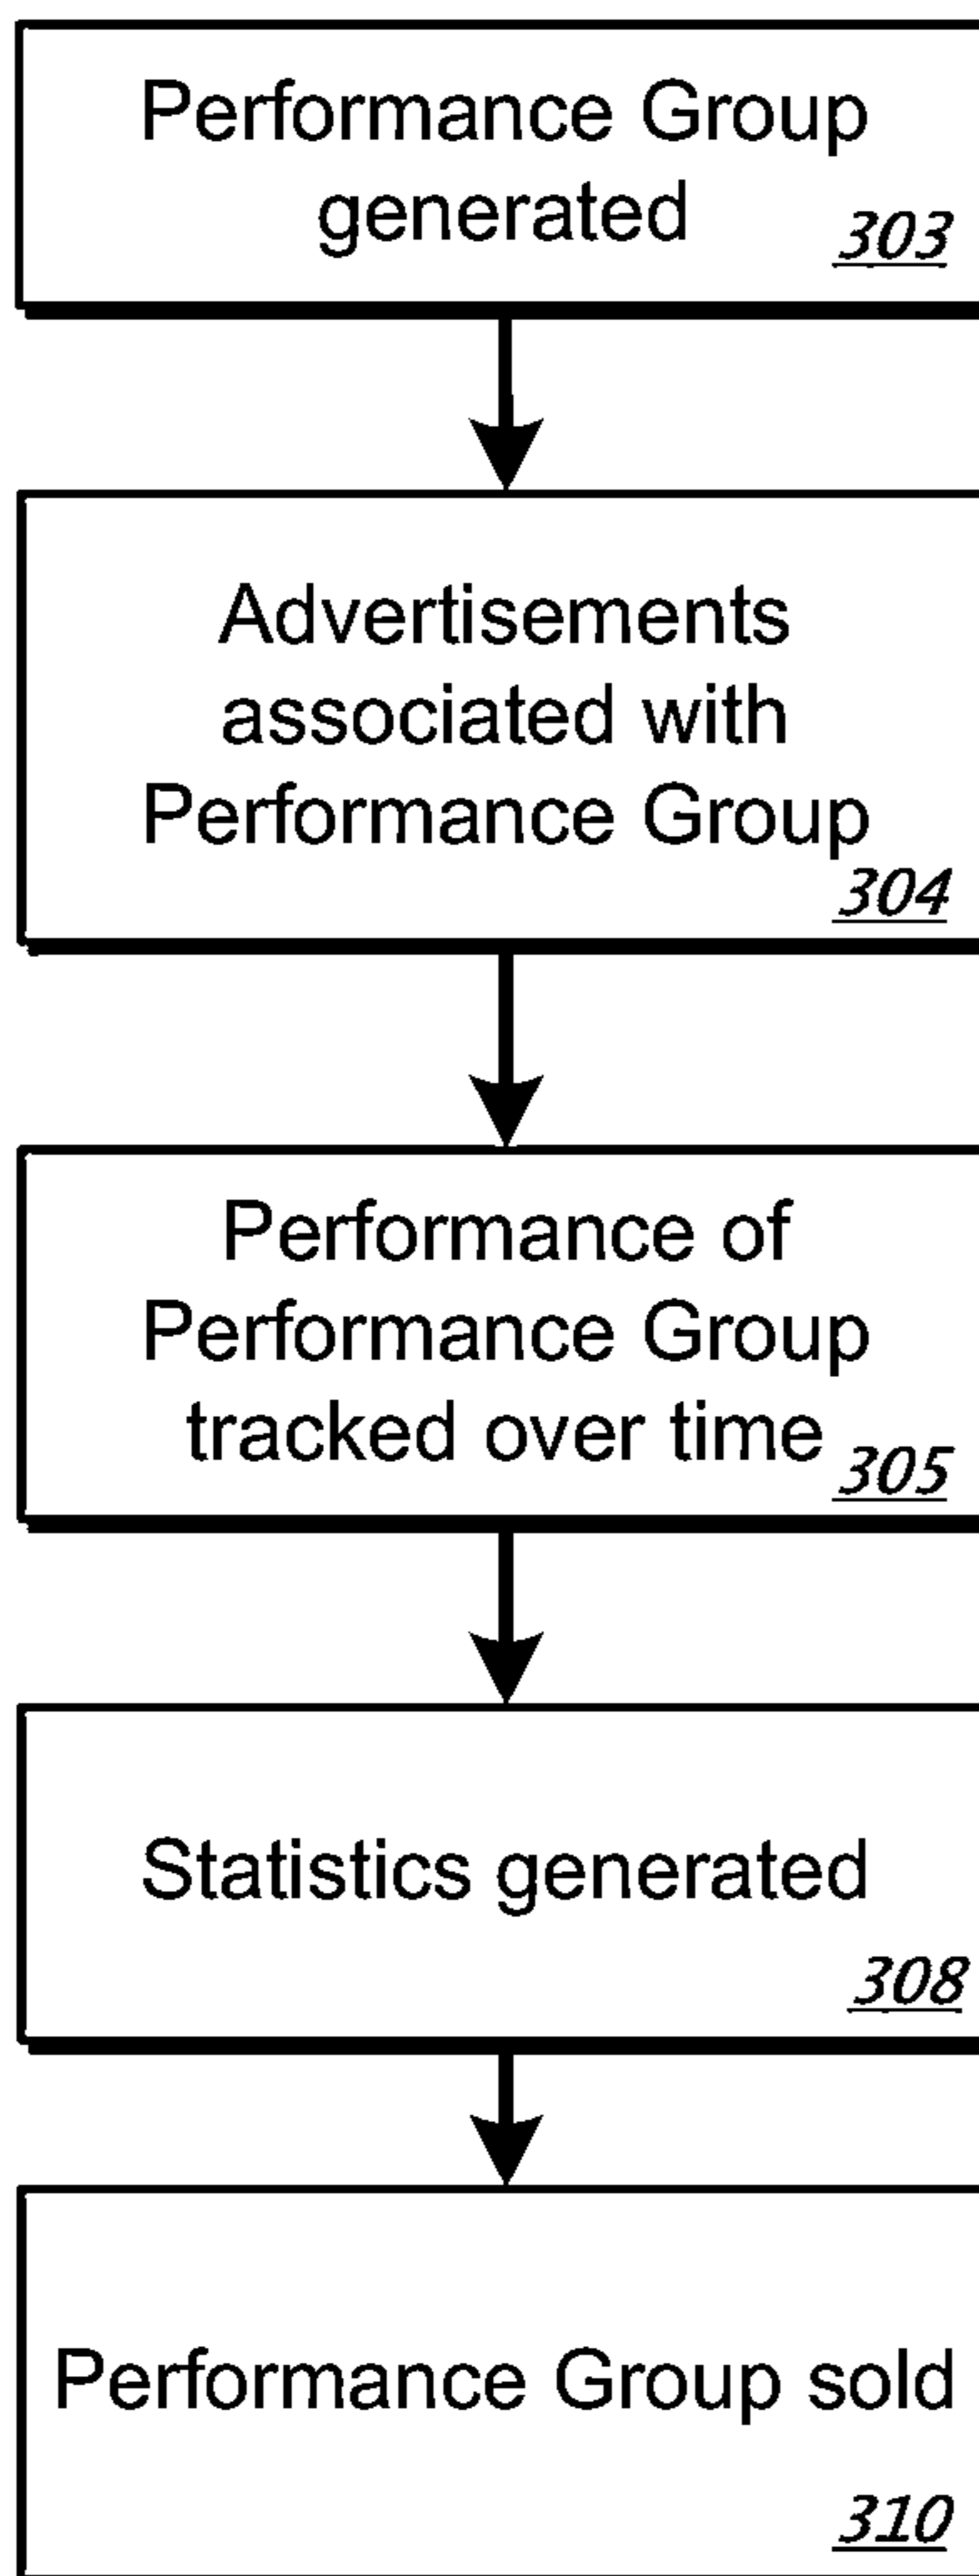 Performance Group
generated
303
Advertisements
associated with
Performance Group
304
Performance of
Performance Group
tracked over time
305
Statistics generated
308
Performance Group sold
310